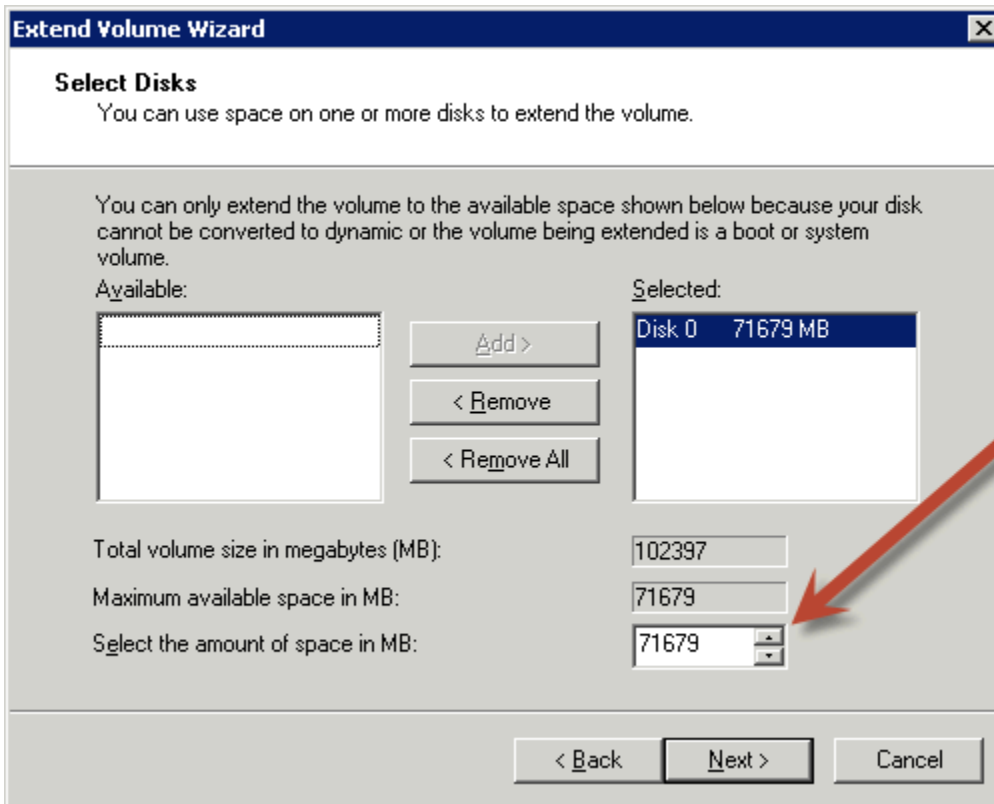 Extend Volume Wizard
Select Disks
You can use space on one or more disks to extend the volume.
You can only extend the volume to the available space shown below because your disk
cannot be converted to dynamic or the volume being extended is a boot or system
volume.
Available:
Selected:
Disk 0 71679 MB
Add >
< Remove
< Remove All
Total volume size in megabytes (MB): 102397
Maximum available space in MB: 71679
Select the amount of space in MB: 71679
< Back Next > Cancel